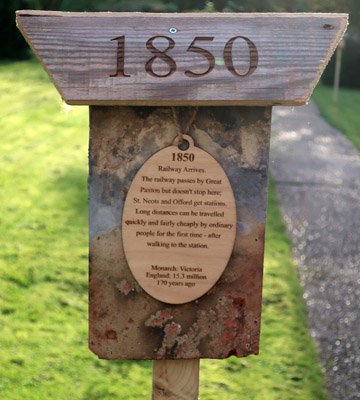 1850
1850
Railway Arrives.
The railway passes by Great
Paxton but doesn't stop here;
St. Neots and Offord get stations.
Long distances can be travelled
quickly and fairly cheaply by ordinary
people for the first time - after
walking to the station.
Monarch: Victoria
England: 15.3 million
170 years ago